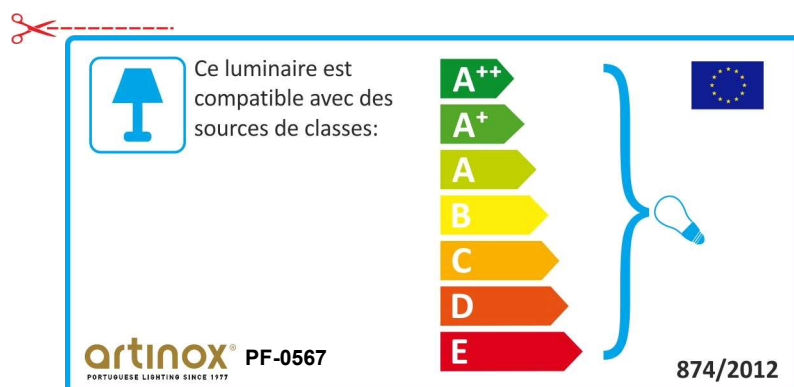 Ce luminaire est
compatible avec des
sources de classes:
A++
A+
A
B
C
D
E
artinox® PF-0567
PORTUGUESE LIGHTING SINCE 1977
874/2012